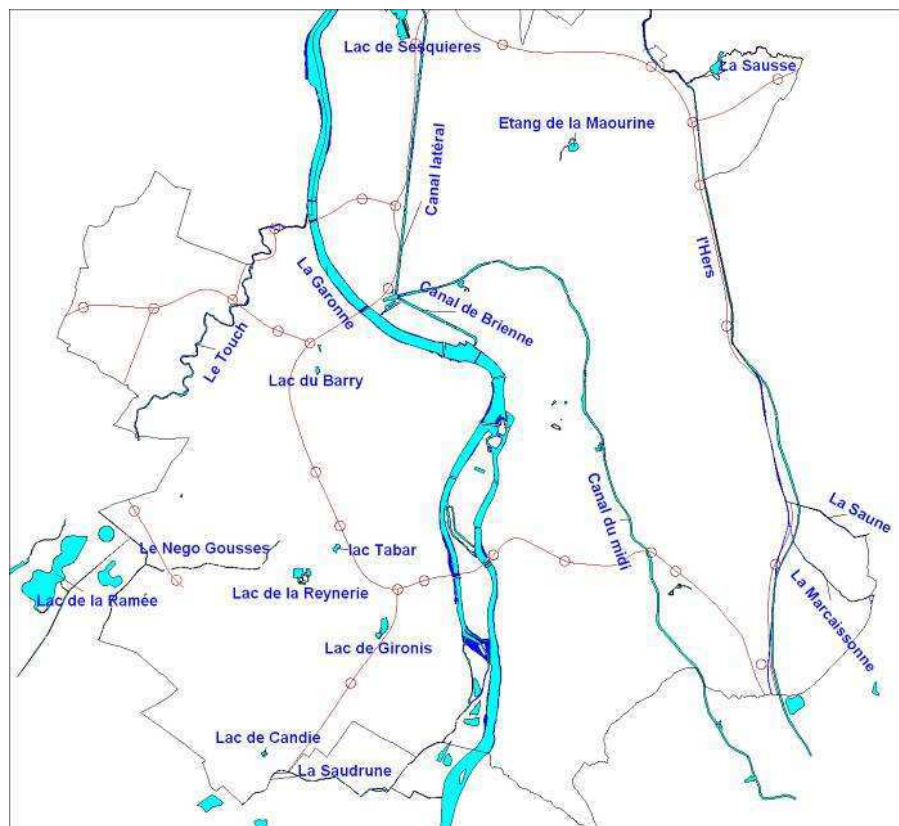 Lac de Sesquieres
La Sausse
Etang de la Maourine
Canal latéral
l'Hers
La Garonne
Canal de Brienne
Le Touch
Lac du Barry
Canal du midi
La Saune
Le Nego Gousses
lac Tabar
Lac de la Ramée
Lac de la Reynerie
La Marcaissonne
Lac de Gironis
Lac de Candie
La Saudrune